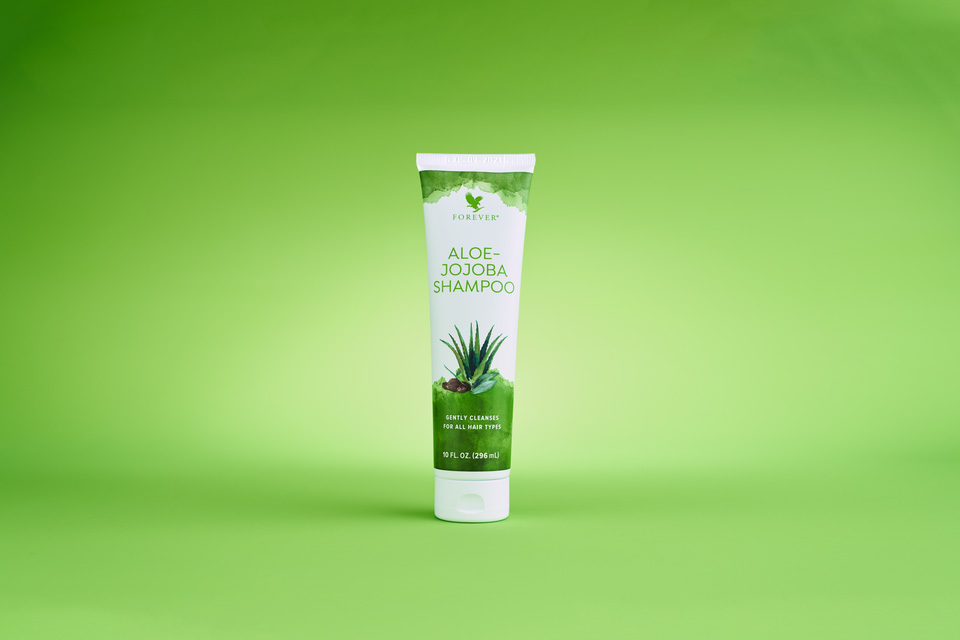 FOREVER®
ALOE-
JOJOBA
SHAMPOO
GENTLY CLEANSES
FOR ALL HAIR TYPES
10 FL. OZ. (296 mL)